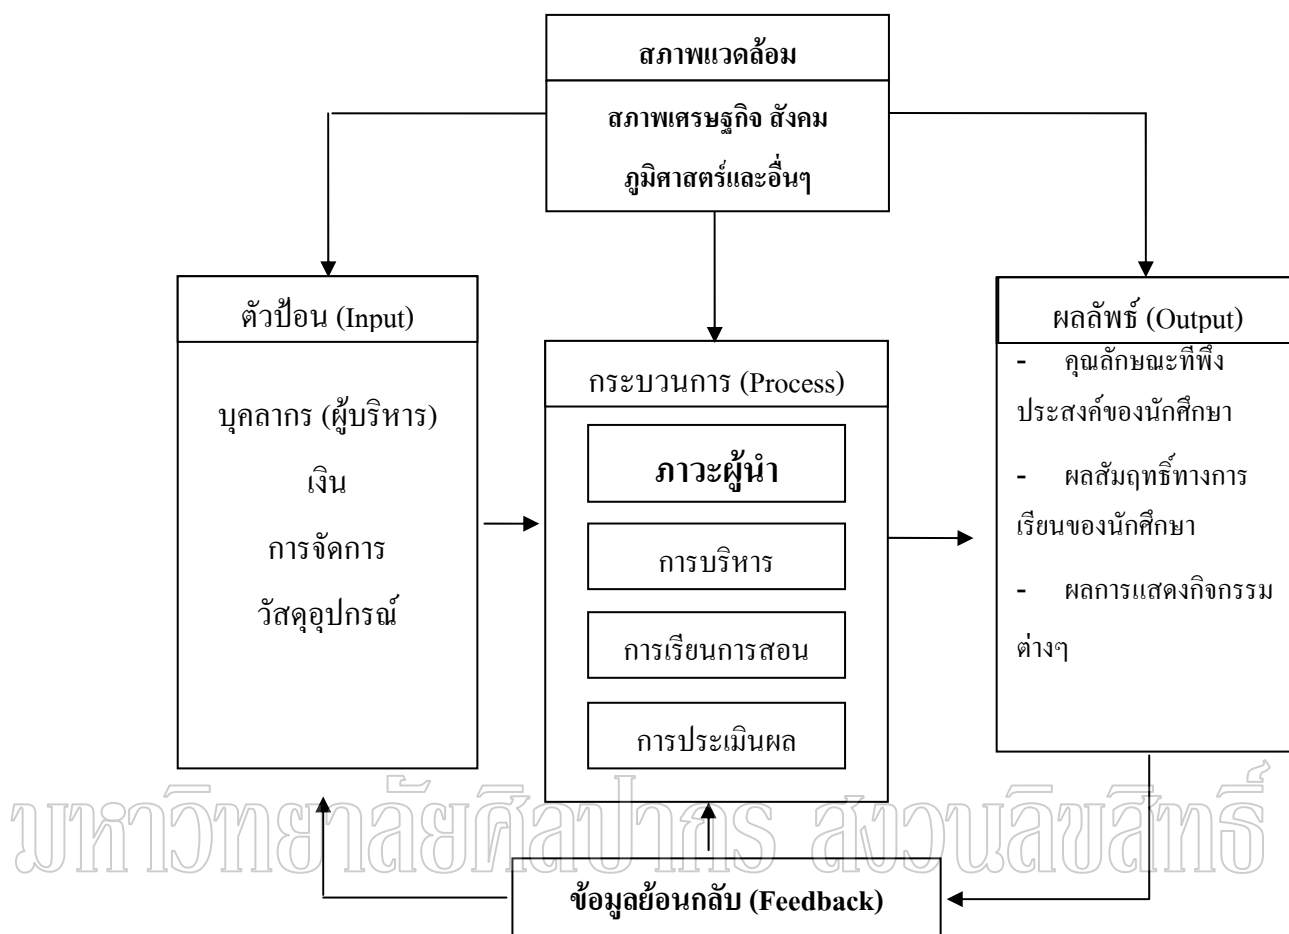 สภาพแวดล้อม
สภาพเศรษฐกิจ สังคม
ภูมิศาสตร์และอื่นๆ
ตัวป้อน (Input)
บุคลากร (ผู้บริหาร)
เงิน
การจัดการ
วัสดุอุปกรณ์
กระบวนการ (Process)
ภาวะผู้นำ
การบริหาร
การเรียนการสอน
การประเมินผล
ผลลัพธ์ (Output)
- คุณลักษณะที่พึง
ประสงค์ของนักศึกษา
- ผลสัมฤทธิ์ทางการ
เรียนของนักศึกษา
- ผลการแสดงกิจกรรม
ต่างๆ
มหาวิทยาลัยศิลปากร สงวนลิขสิทธิ์
ข้อมูลย้อนกลับ (Feedback)